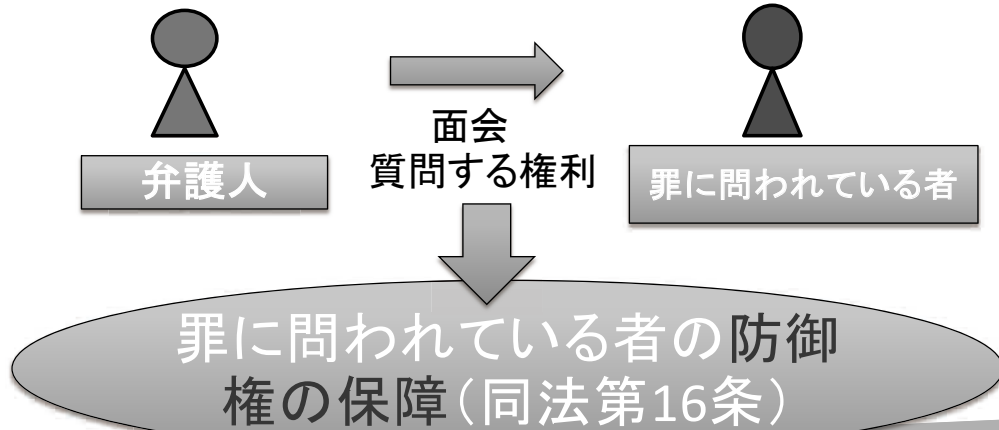 面会
質問する権利
弁護人
罪に問われている者
罪に問われている者の防御
権の保障(同法第16条)